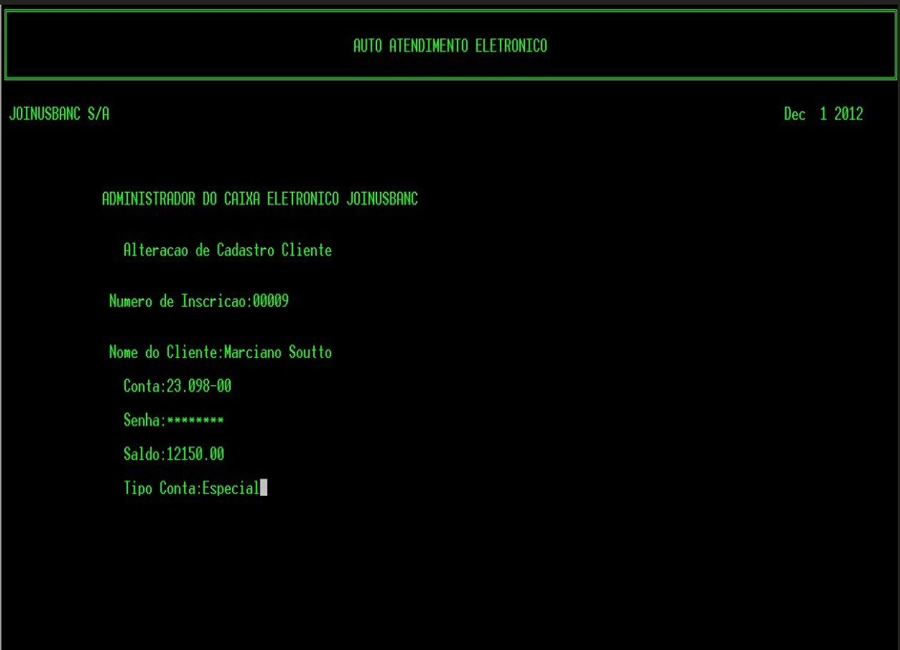 AUTO ATENDIMENTO ELETRONICO
JOINUSBANC S/A Dec 1 2012
ADMINISTRADOR DO CAIXA ELETRONICO JOINUSBANC
Alteracao de Cadastro Cliente
Numero de Inscricao:00009
Nome do Cliente:Marciano Soutto
Conta:23.098-00
Senha:********
Saldo:12150.00
Tipo Conta:Especial